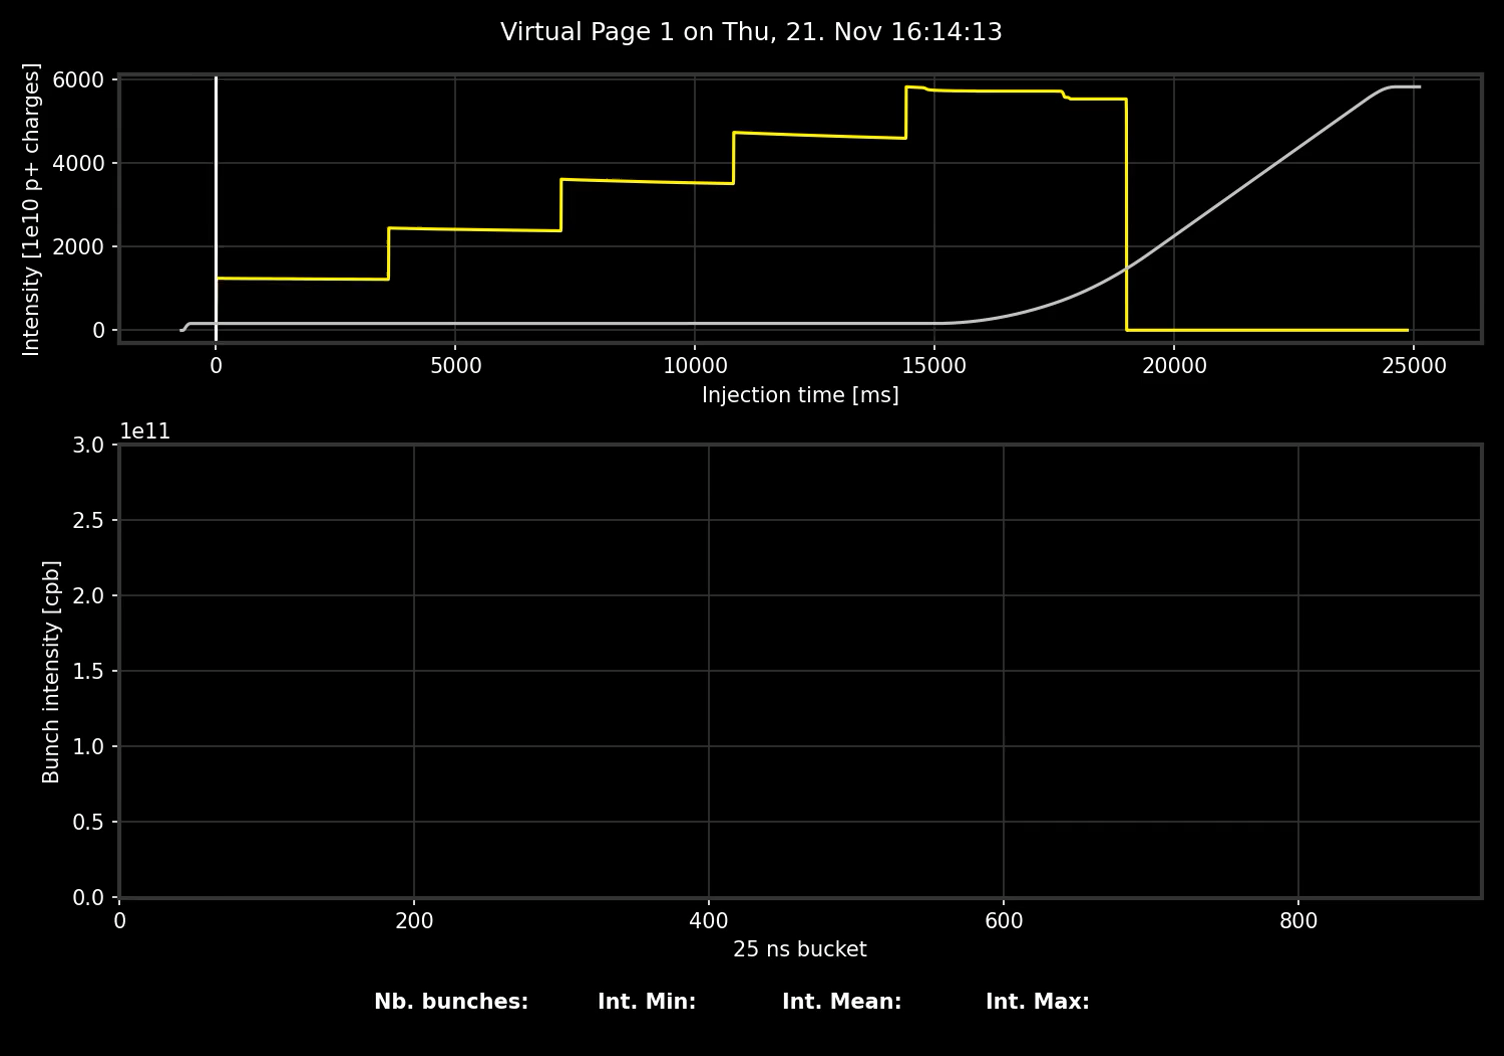 Virtual Page 1 on Thu, 21. Nov 16:14:13
Intensity [1e10 p+ charges]
6000
4000
2000
0
0 5000 10000 15000 20000 25000
Injection time [ms]
1e11
Bunch intensity [cpb]
3.0
2.5
2.0
1.5
1.0
0.5
0.0
0 200 400 600 800
25 ns bucket
Nb. bunches: Int. Min: Int. Mean: Int. Max: